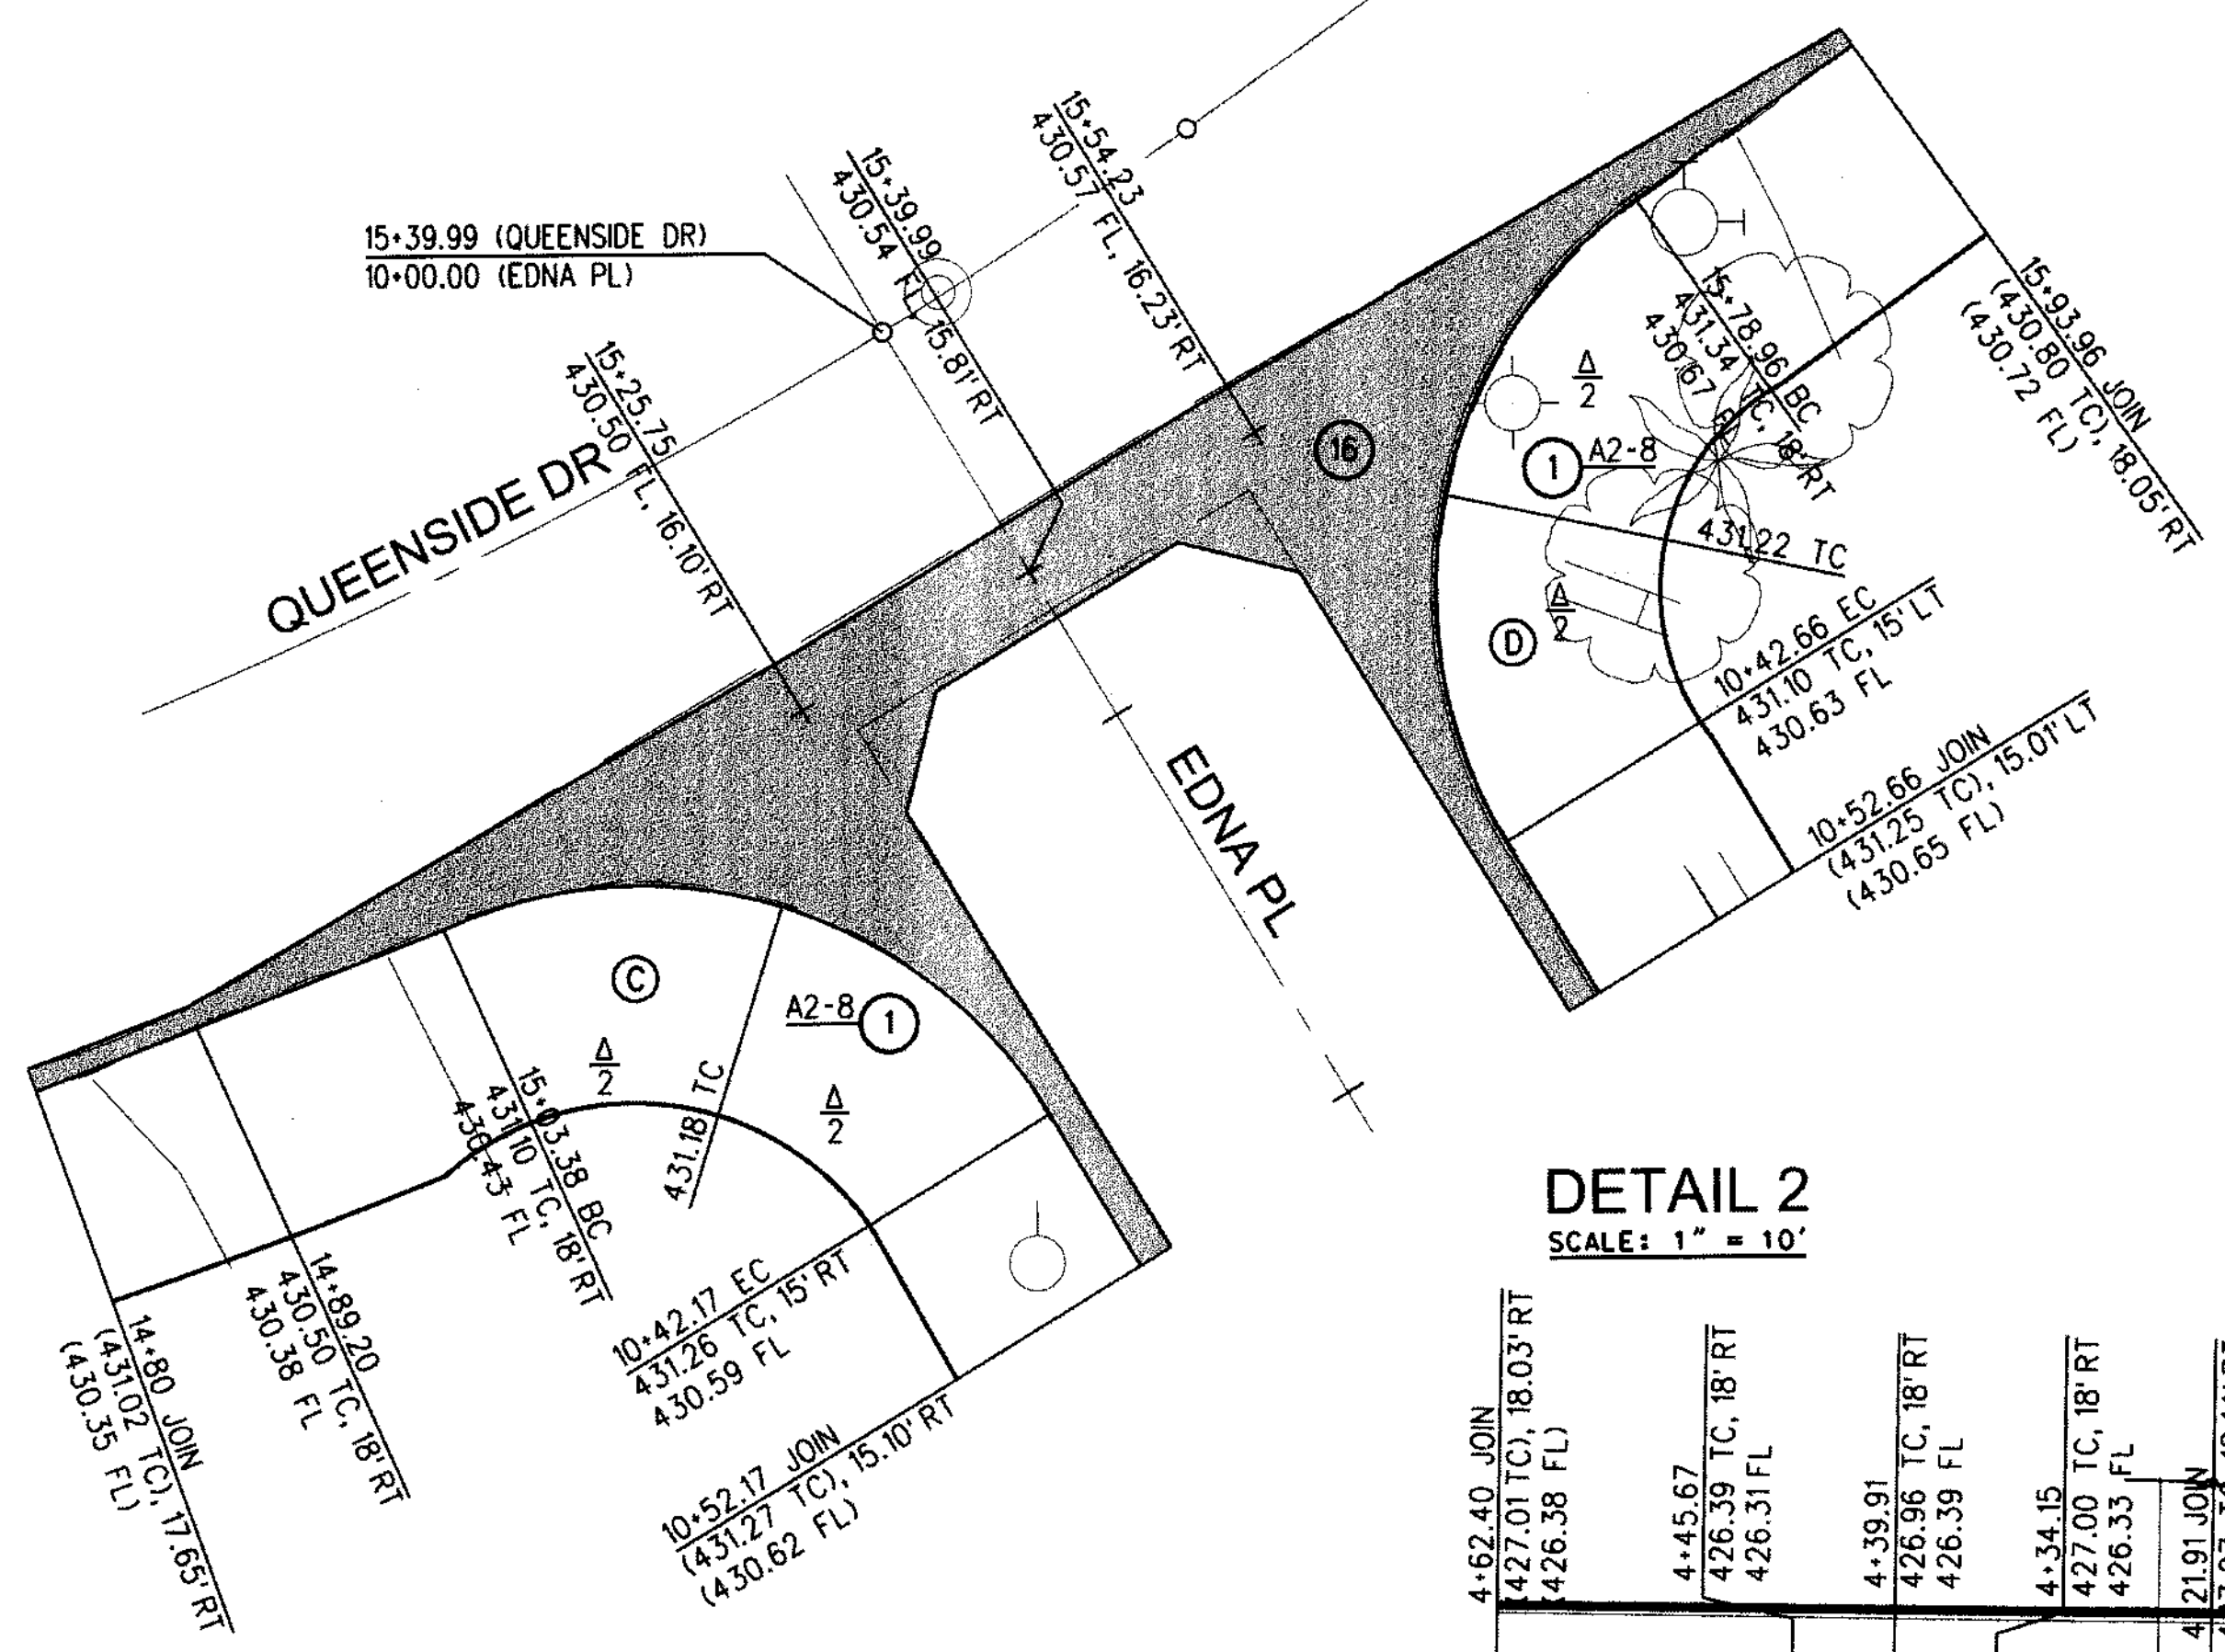 15+39.99 (QUEENSIDE DR)
10+00.00 (EDNA PL)
15+25.75
430.50 FL, 16.10' RT
15+39.99
430.54 FL, 15.81' RT
15+54.23
430.57 FL, 16.23' RT
QUEENSIDE DR
EDNA PL
16
1
A2-8
Δ
2
D
Δ
2
15+78.96 BC
431.34 TC, 18' RT
430.67 FL
15+93.96 JOIN
(430.80 TC), 18.05' RT
(430.72 FL)
431.22 TC
10+42.66 EC
431.10 TC, 15' LT
430.63 FL
10+52.66 JOIN
(431.25 TC), 15.01' LT
(430.65 FL)
C
A2-8
1
Δ
2
Δ
2
431.18 TC
15+03.38 BC
431.10 TC, 18' RT
430.43 FL
14+89.20
430.50 TC, 18' RT
430.38 FL
14+80 JOIN
(431.02 TC), 17.65' RT
(430.35 FL)
10+42.17 EC
431.26 TC, 15' RT
430.59 FL
10+52.17 JOIN
(431.27 TC), 15.10' RT
(430.62 FL)
DETAIL 2
SCALE: 1" = 10'
4+62.40 JOIN
(427.01 TC), 18.03' RT
(426.38 FL)
4+45.67
426.39 TC, 18' RT
426.31 FL
4+39.91
426.96 TC, 18' RT
426.39 FL
4+34.15
427.00 TC, 18' RT
426.33 FL
4+21.91 JOIN